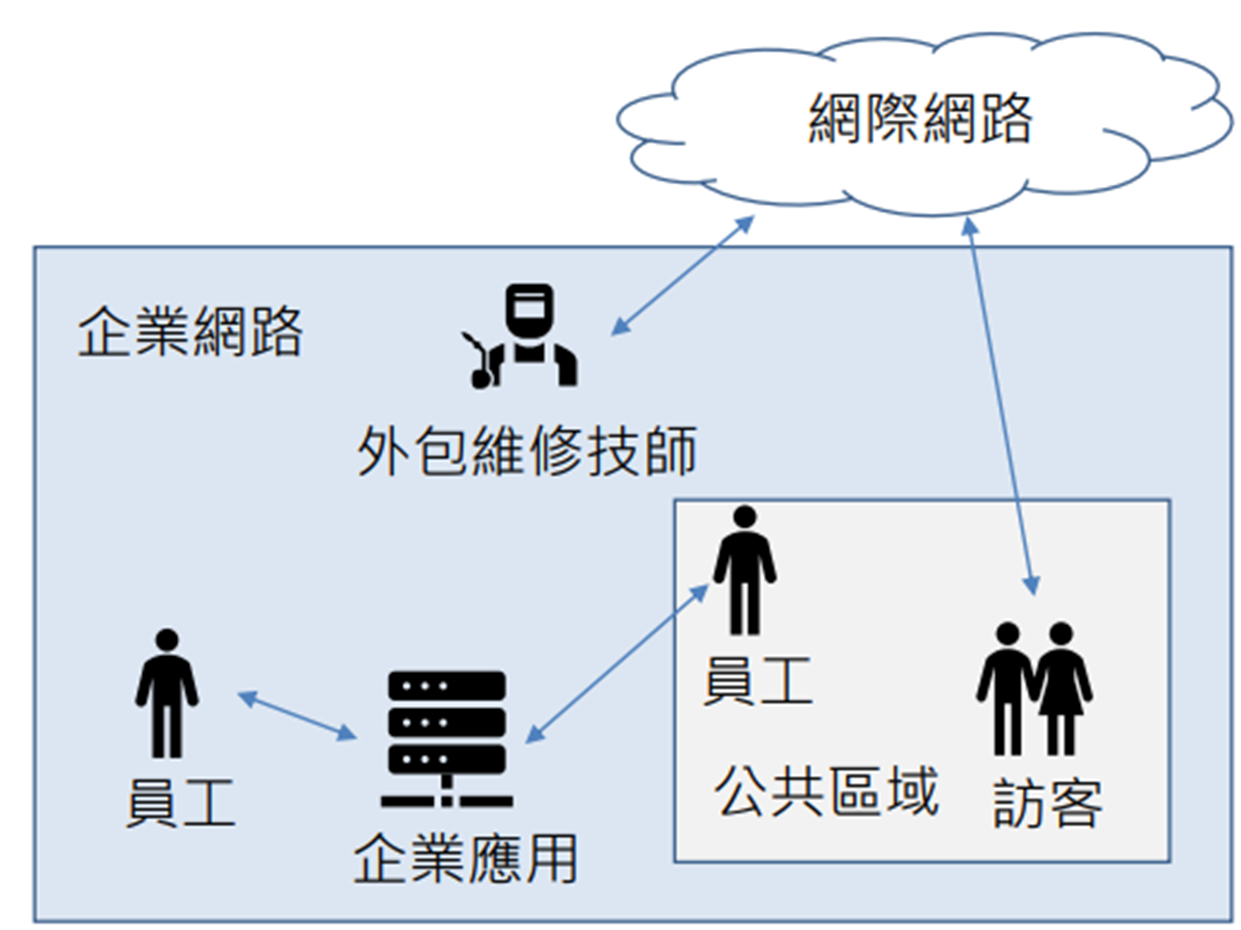 網際網路
企業網路
外包維修技師
員工
公共區域
訪客
員工
企業應用